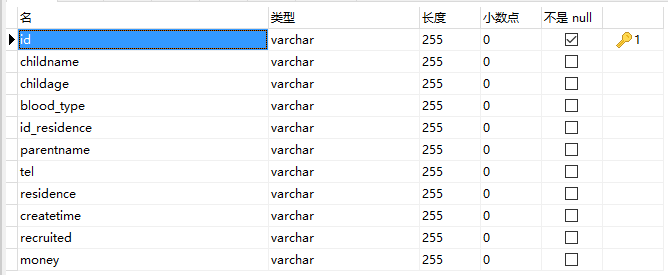 名 类型 长度 小数点 不是 null
id varchar 255 0 1
childname varchar 255 0
childage varchar 255 0
blood_type varchar 255 0
id_residence varchar 255 0
parentname varchar 255 0
tel varchar 255 0
residence varchar 255 0
createtime varchar 255 0
recruited varchar 255 0
money varchar 255 0